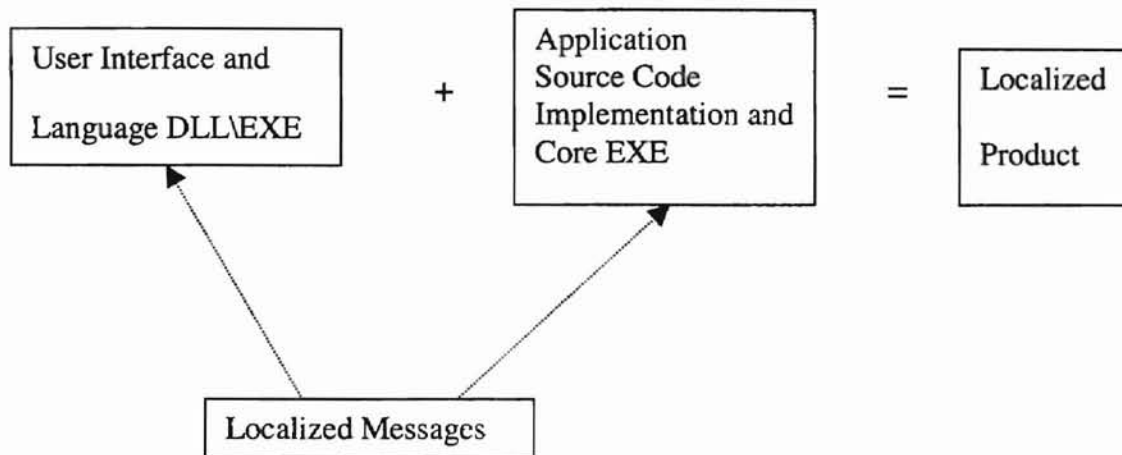 User Interface and
Language DLL\EXE
+
Application
Source Code
Implementation and
Core EXE
=
Localized
Product
Localized Messages